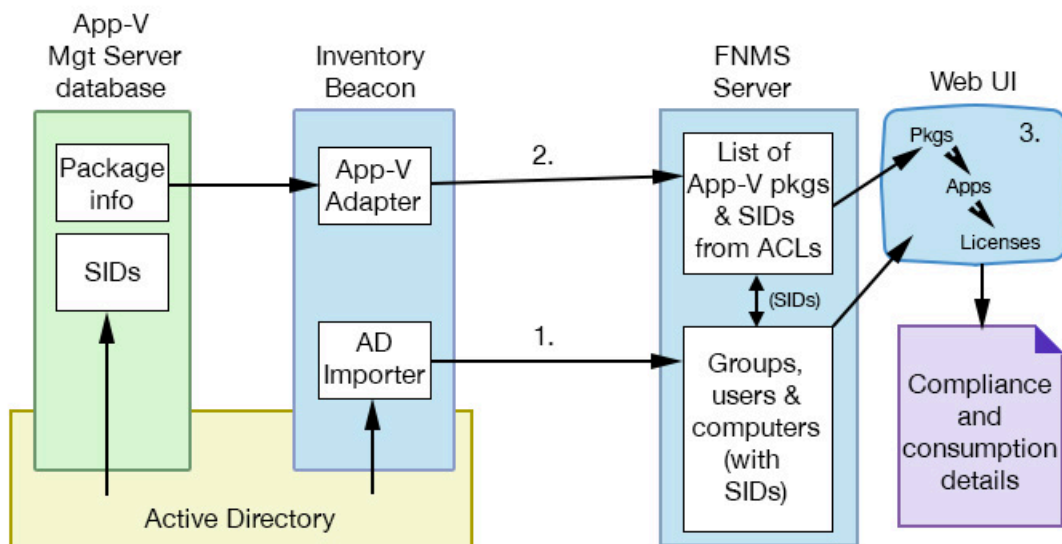 App-V
Mgt Server
database
Inventory
Beacon
FNMS
Server
Web UI
Package
info
SIDs
App-V
Adapter
2.
List of
App-V pkgs
& SIDs
from ACLs
Pkgs
3.
Apps
Licenses
(SIDs)
AD
Importer
1.
Groups,
users &
computers
(with
SIDs)
Compliance
and
consumption
details
Active Directory